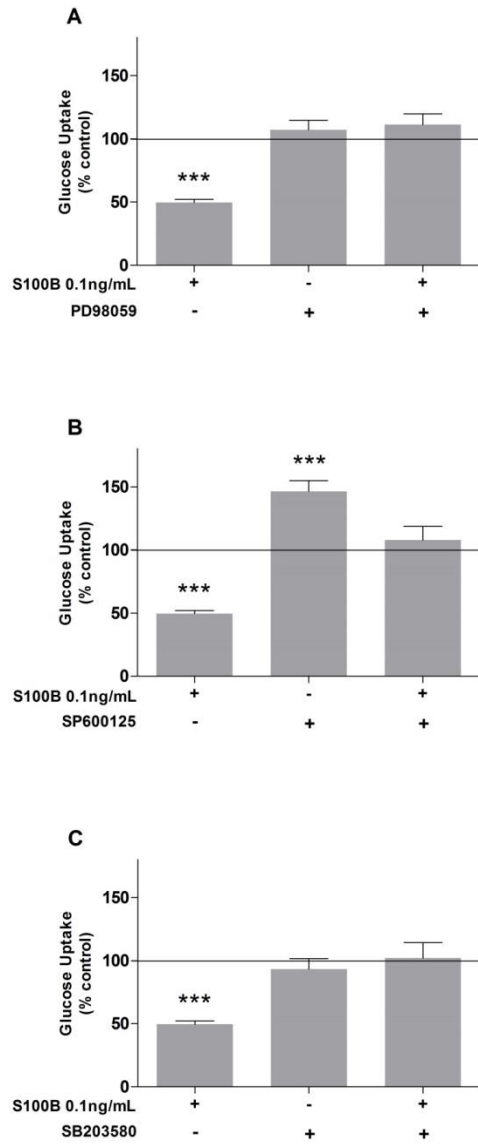 A
Glucose Uptake
(% control)
150
100
50
0
***
S100B 0.1ng/mL + - +
PD98059 - + +
B
Glucose Uptake
(% control)
150
100
50
0
***
***
S100B 0.1ng/mL + - +
SP600125 - + +
C
Glucose Uptake
(% control)
150
100
50
0
***
S100B 0.1ng/mL + - +
SB203580 - + +